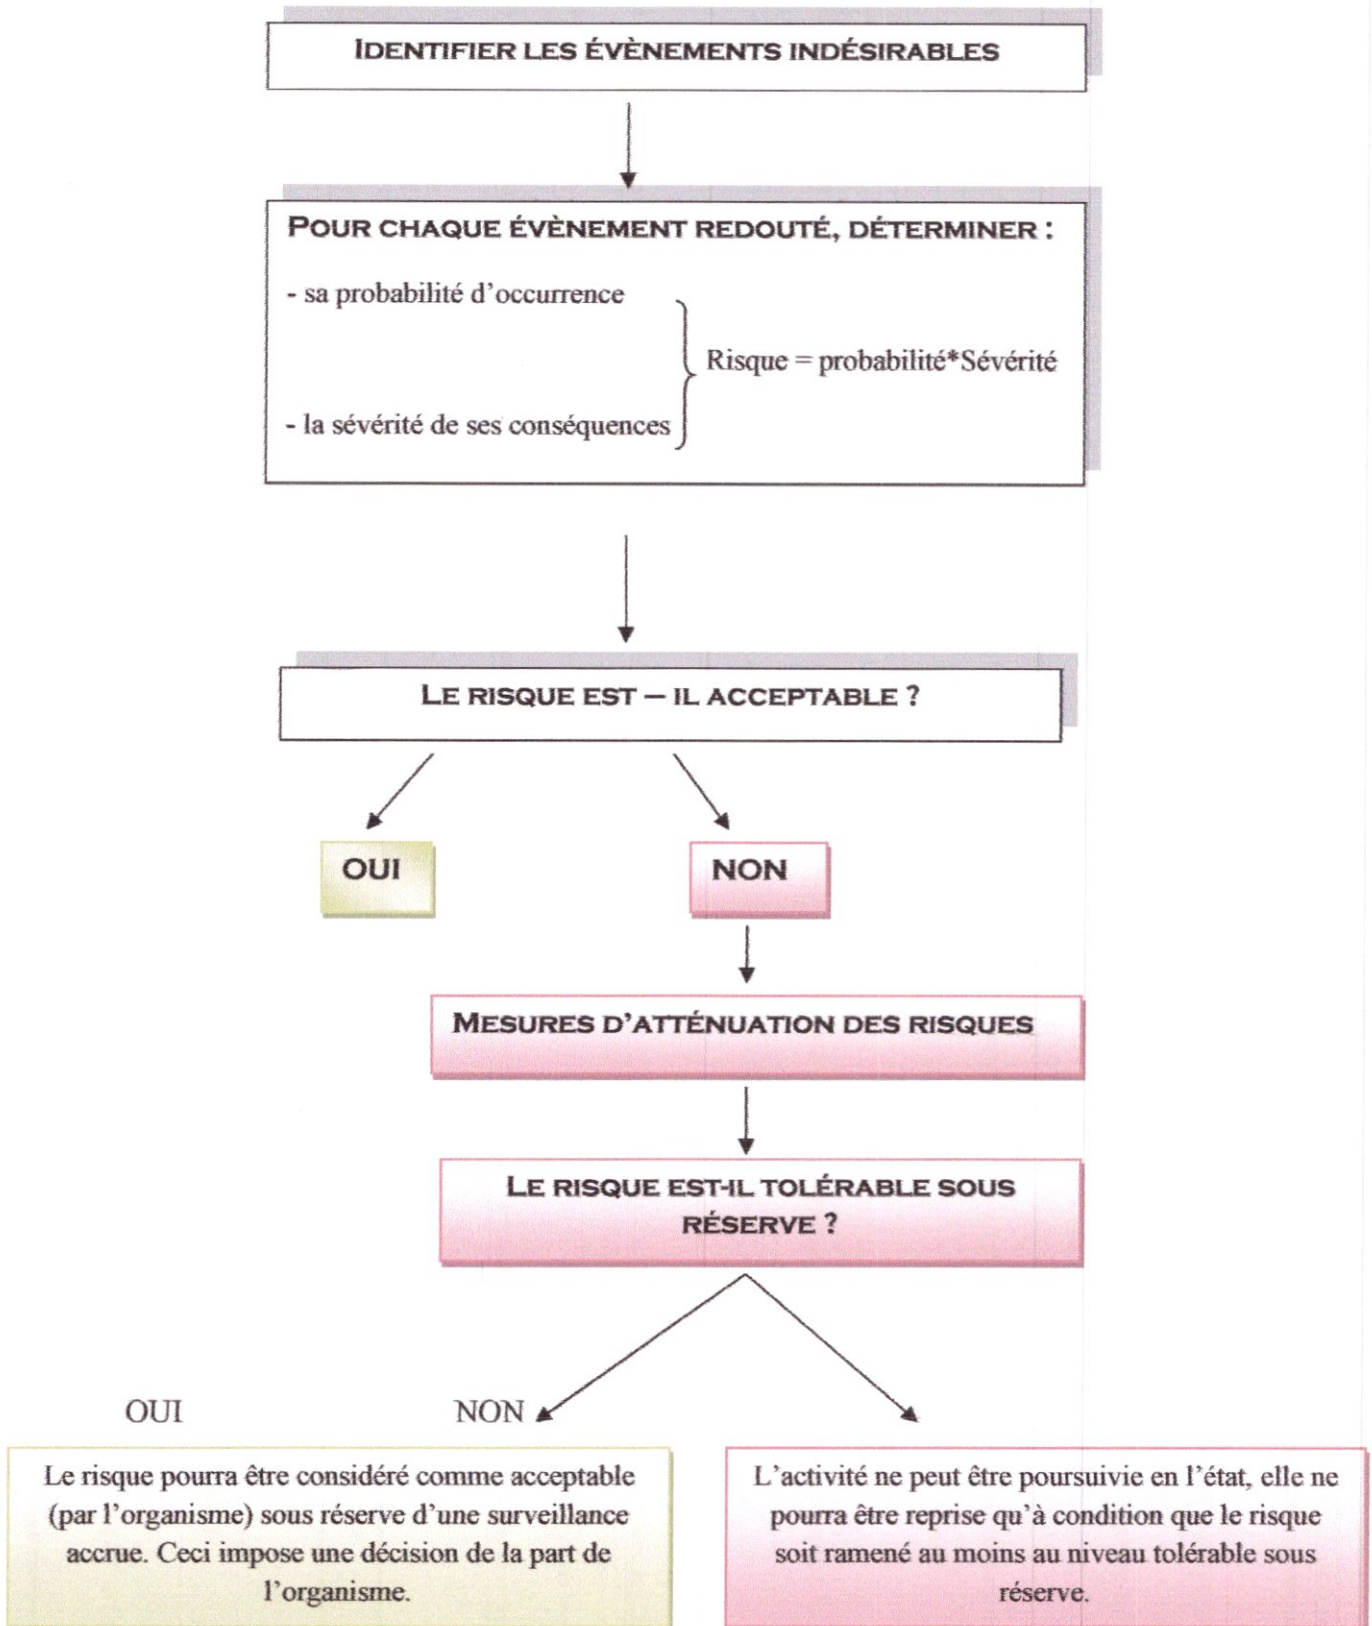 IDENTIFIER LES ÉVÈNEMENTS INDÉSIRABLES
POUR CHAQUE ÉVÈNEMENT REDOUTÉ, DÉTERMINER :
- sa probabilité d'occurrence
Risque = probabilité*Sévérité
- la sévérité de ses conséquences
LE RISQUE EST – IL ACCEPTABLE ?
OUI
NON
MESURES D'ATTÉNUATION DES RISQUES
LE RISQUE EST-IL TOLÉRABLE SOUS
RÉSERVE ?
OUI
NON
Le risque pourra être considéré comme acceptable
(par l'organisme) sous réserve d'une surveillance
accrue. Ceci impose une décision de la part de
l'organisme.
L'activité ne peut être poursuivie en l'état, elle ne
pourra être reprise qu'à condition que le risque
soit ramené au moins au niveau tolérable sous
réserve.